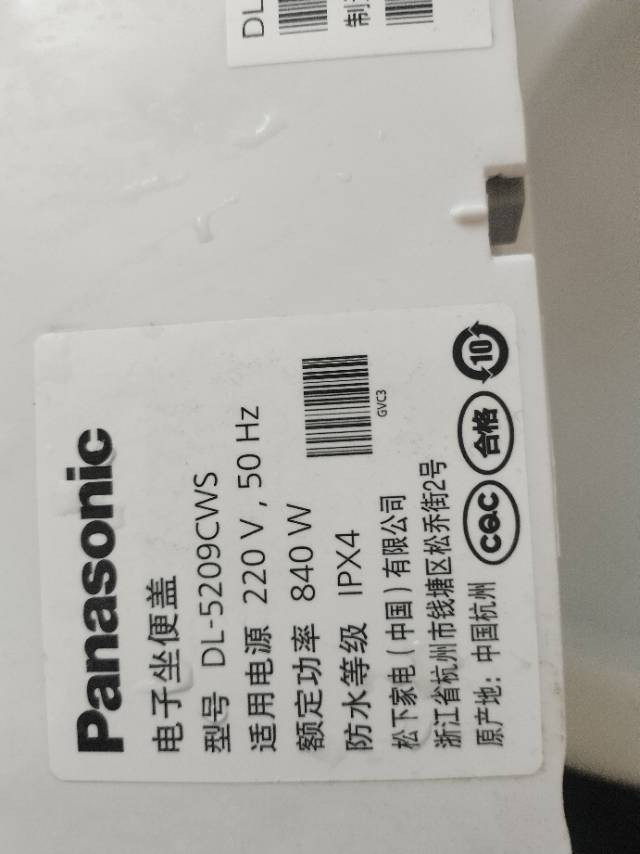 DL
制
Panasonic
电子坐便盖
型号 DL-5209CWS
适用电源 220 V , 50 Hz
额定功率 840 W
防水等级 IPX4
GVC3
松下家电(中国)有限公司
浙江省杭州市钱塘区松乔街2号
原产地: 中国杭州
CQC
合格
10